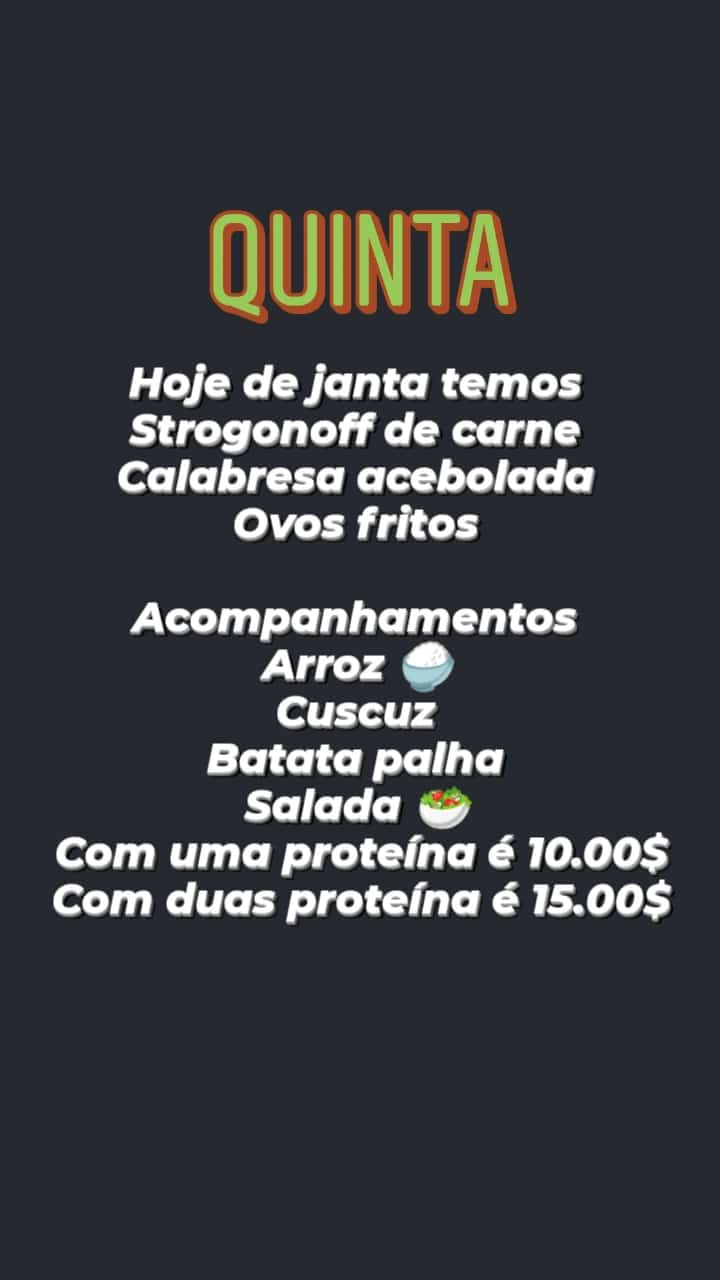 QUINTA
Hoje de janta temos
Strogonoff de carne
Calabresa acebolada
Ovos fritos
Acompanhamentos
Arroz 🍚
Cuscuz
Batata palha
Salada 🥗
Com uma proteína é 10.00$
Com duas proteína é 15.00$